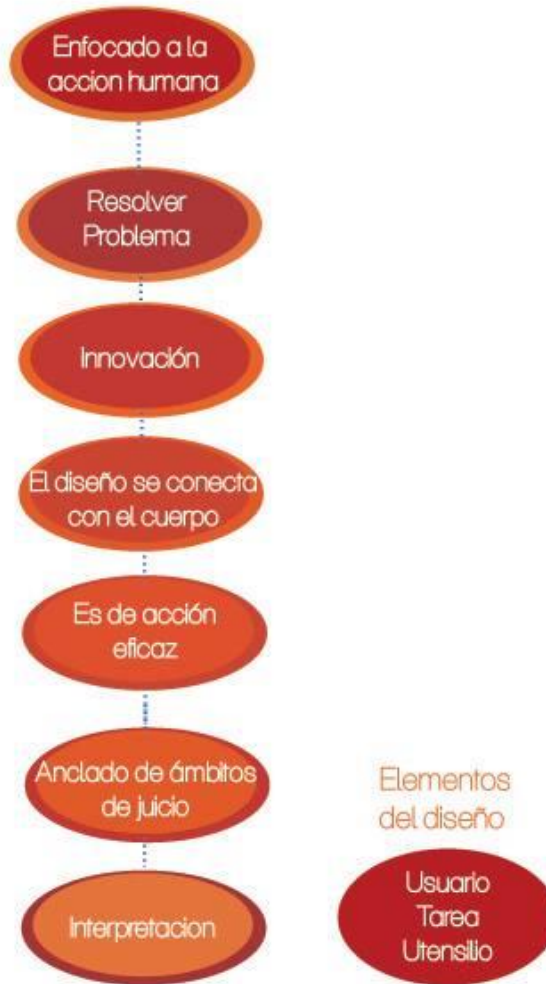 Enfocado a la
accion humana
Resolver
Problema
Innovación
El diseño se conecta
con el cuerpo
Es de acción
eficaz
Anclado de ámbitos
de juicio
Interpretacion
Elementos
del diseño
Usuario
Tarea
Utensilio